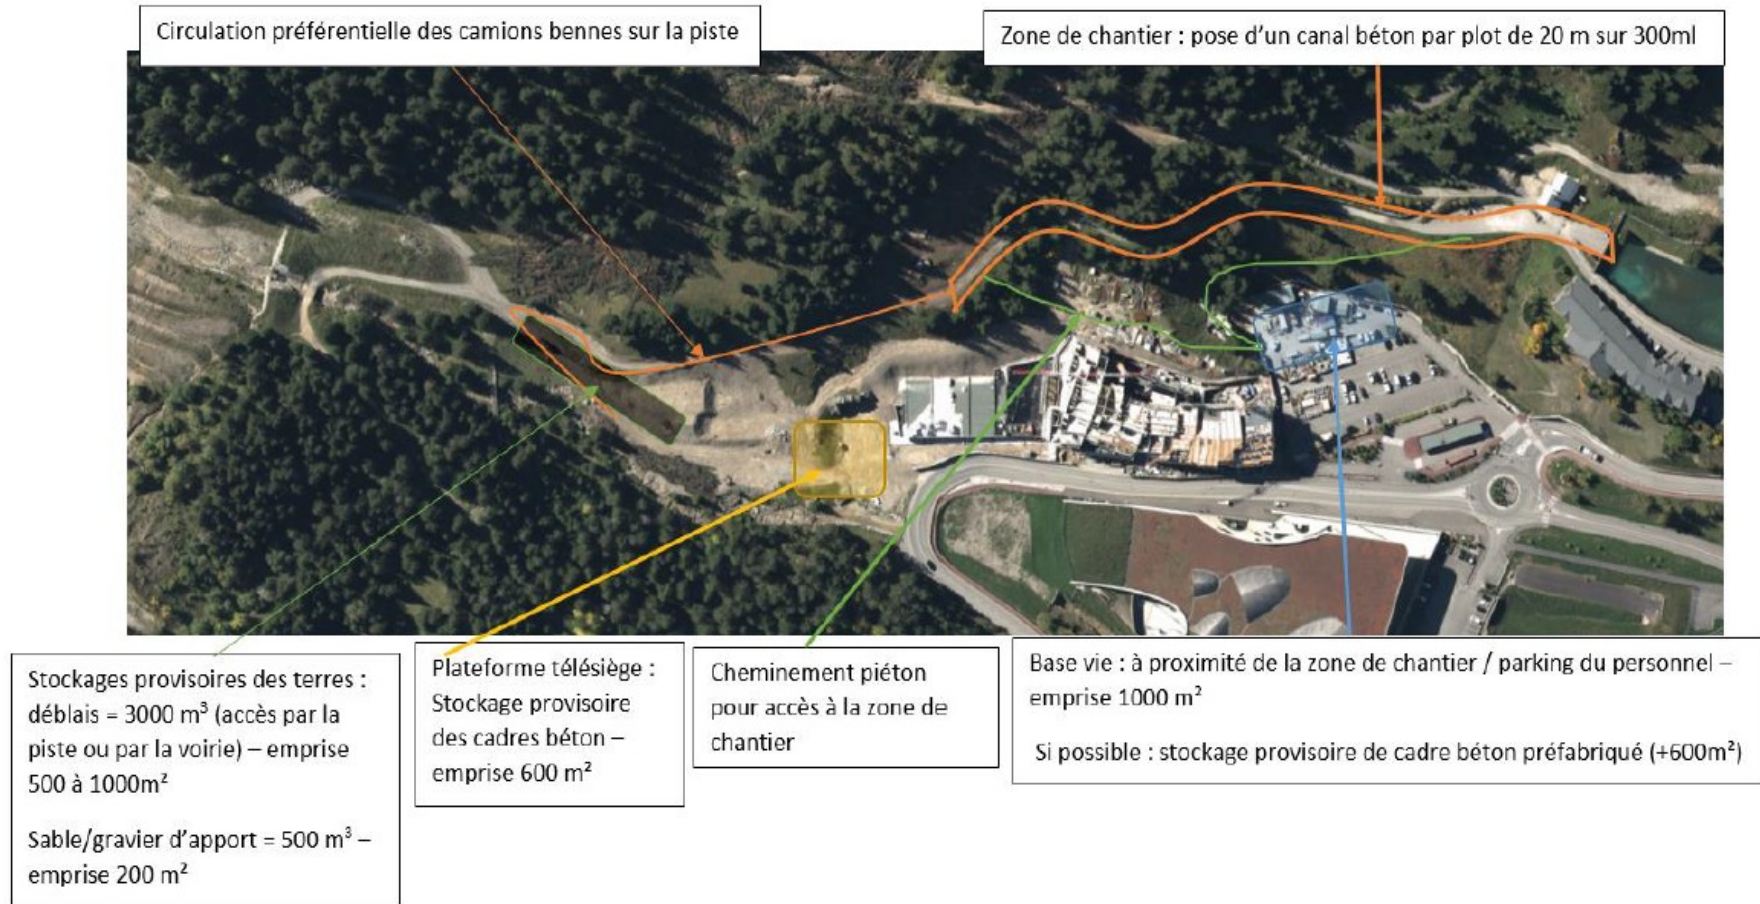 Circulation préférentielle des camions bennes sur la piste
Zone de chantier : pose d'un canal béton par plot de 20 m sur 300ml
Stockages provisoires des terres :
déblais = 3000 m³ (accès par la
piste ou par la voirie) – emprise
500 à 1000m²
Sable/gravier d'apport = 500 m³ –
emprise 200 m²
Plateforme télésiège :
Stockage provisoire
des cadres béton –
emprise 600 m²
Cheminement piéton
pour accès à la zone de
chantier
Base vie : à proximité de la zone de chantier / parking du personnel –
emprise 1000 m²
Si possible : stockage provisoire de cadre béton préfabriqué (+600m²)